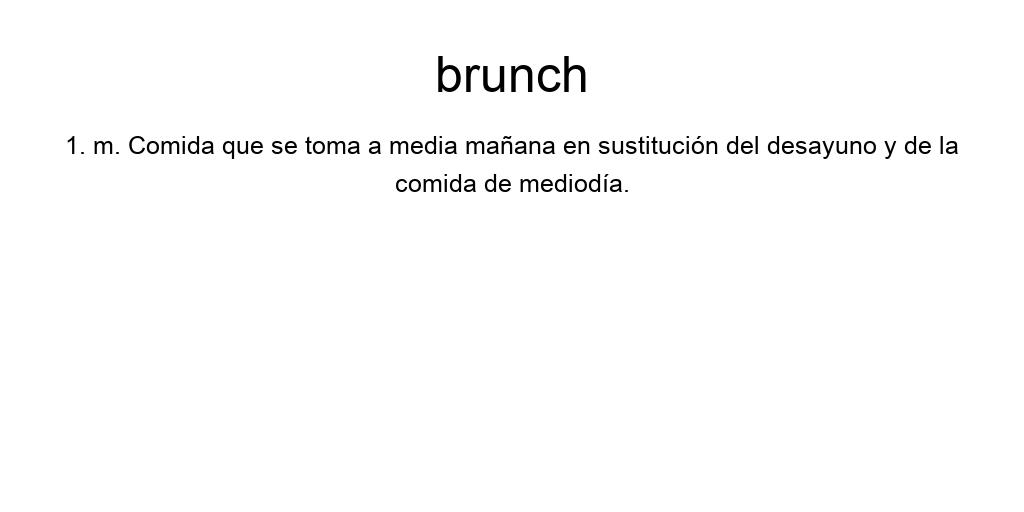 brunch
1. m. Comida que se toma a media mañana en sustitución del desayuno y de la
comida de mediodía.